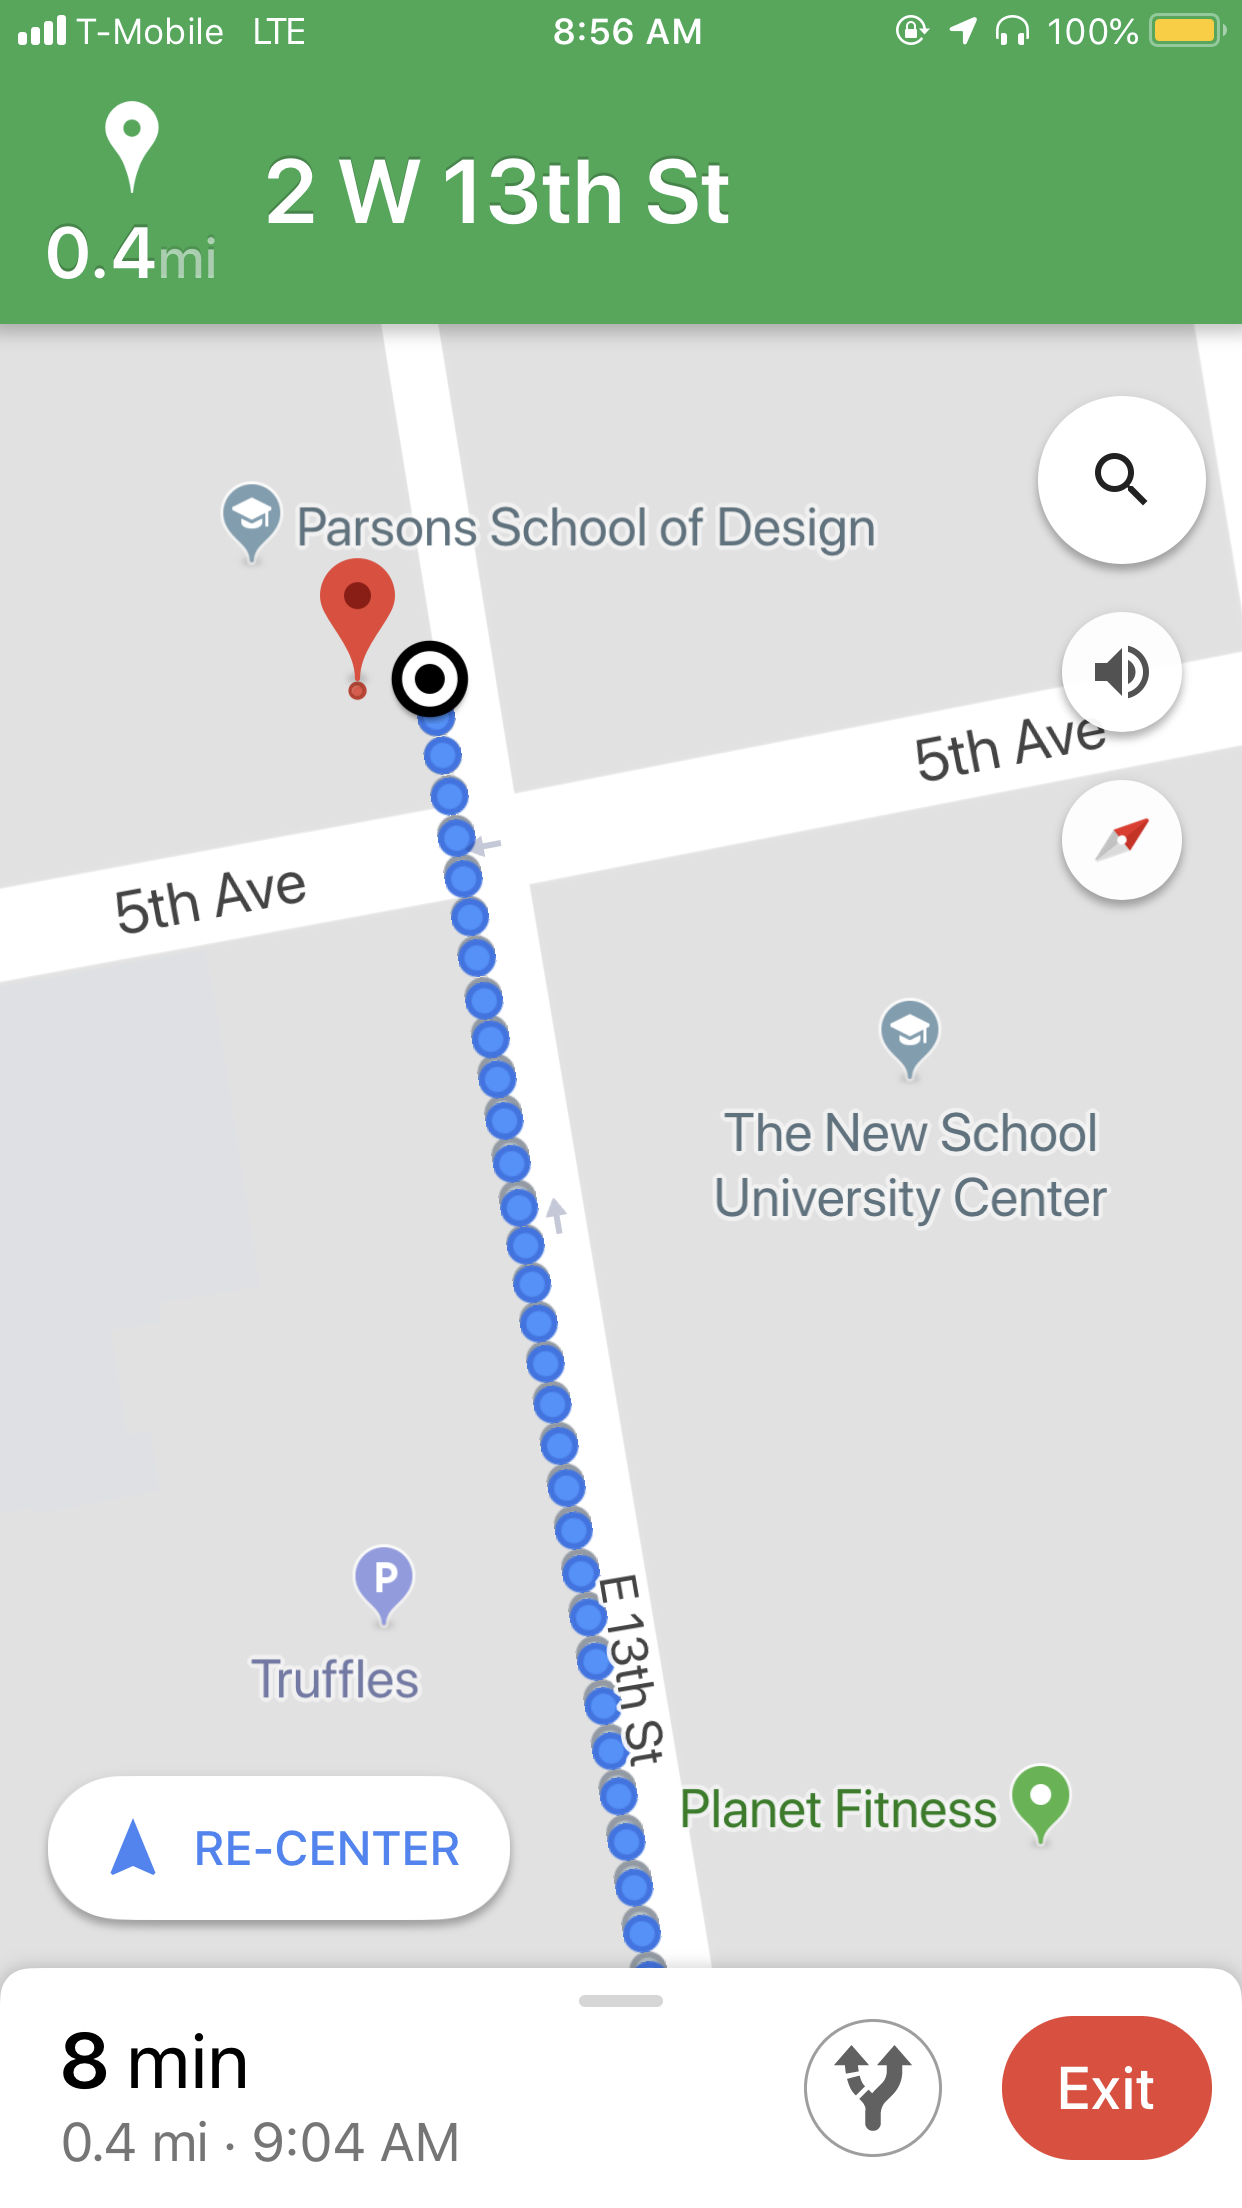 T-Mobile LTE 8:56 AM 100%
2 W 13th St
0.4 mi
Parsons School of Design
5th Ave
5th Ave
The New School
University Center
E 13th St
P
Truffles
Planet Fitness
RE-CENTER
8 min
0.4 mi · 9:04 AM
Exit